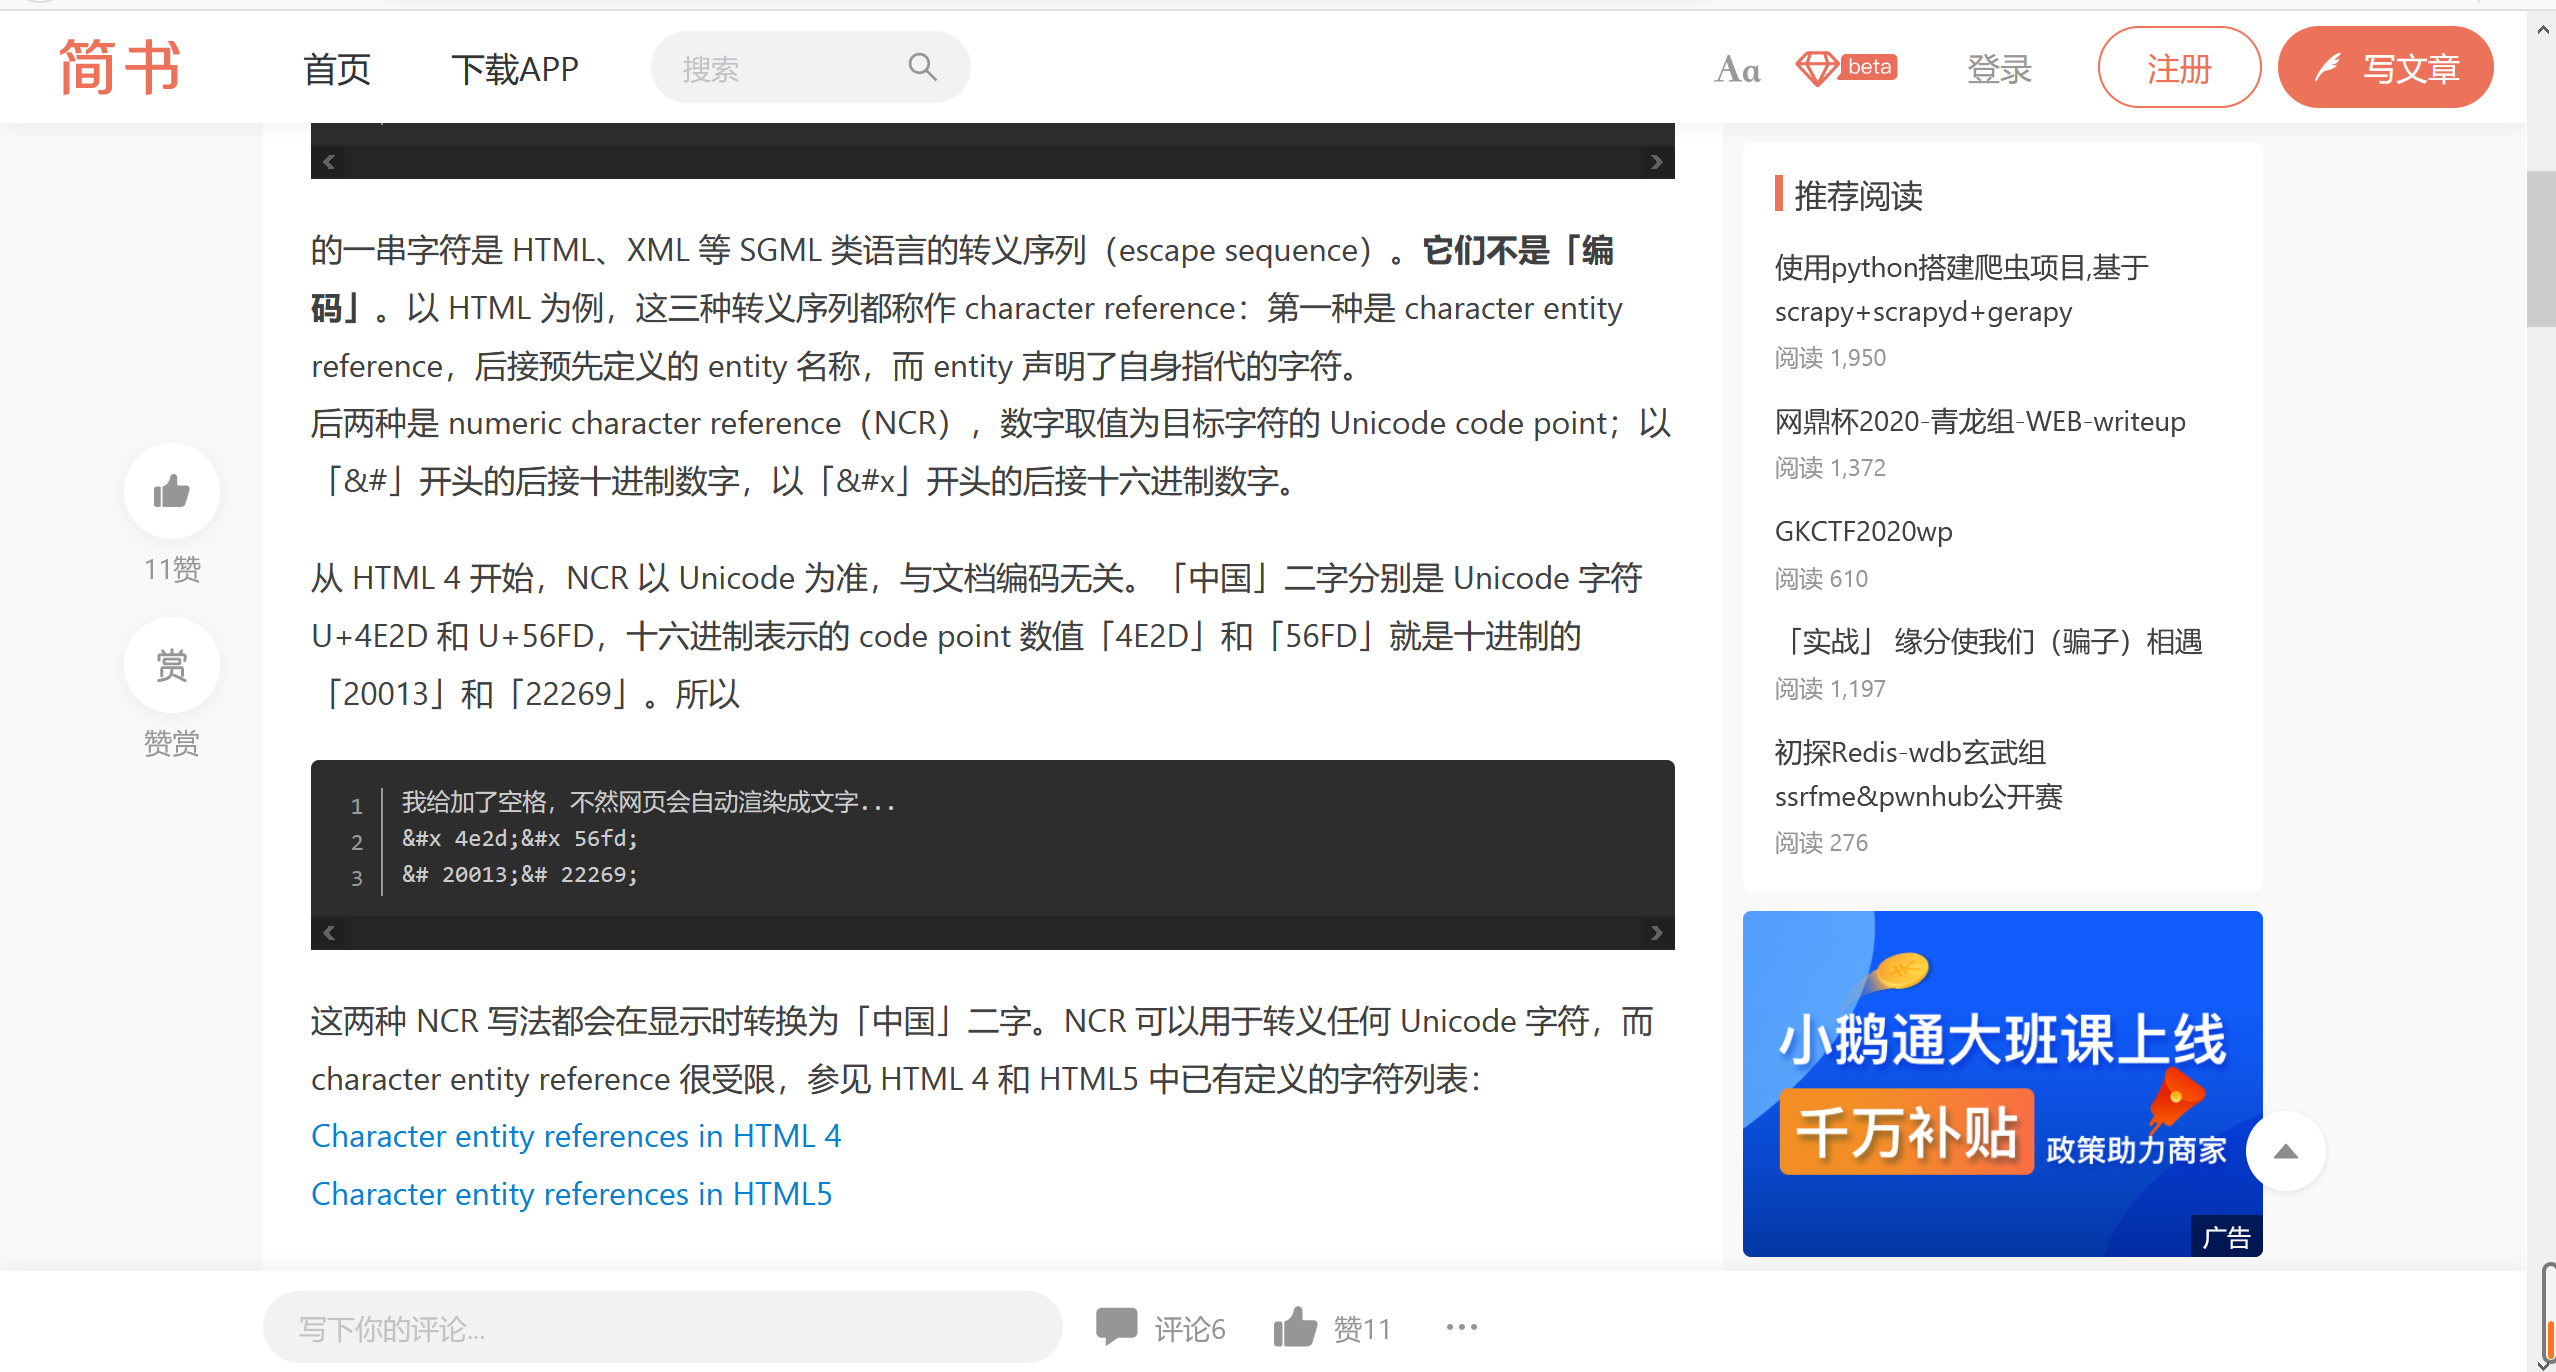 简书
首页
下载APP
搜索
Aa
beta
登录
注册
写文章
的一串字符是 HTML、XML 等 SGML 类语言的转义序列（escape sequence）。它们不是「编
码」。以 HTML 为例，这三种转义序列都称作 character reference：第一种是 character entity
reference，后接预先定义的 entity 名称，而 entity 声明了自身指代的字符。
后两种是 numeric character reference（NCR），数字取值为目标字符的 Unicode code point；以
「&#」开头的后接十进制数字，以「&#x」开头的后接十六进制数字。
从 HTML 4 开始，NCR 以 Unicode 为准，与文档编码无关。「中国」二字分别是 Unicode 字符
U+4E2D 和 U+56FD，十六进制表示的 code point 数值「4E2D」和「56FD」就是十进制的
「20013」和「22269」。所以
1 我给加了空格，不然网页会自动渲染成文字...
2 &#x 4e2d;&#x 56fd;
3 &# 20013;&# 22269;
这两种 NCR 写法都会在显示时转换为「中国」二字。NCR 可以用于转义任何 Unicode 字符，而
character entity reference 很受限，参见 HTML 4 和 HTML5 中已有定义的字符列表：
Character entity references in HTML 4
Character entity references in HTML5
11赞
赏
赞赏
推荐阅读
使用python搭建爬虫项目,基于
scrapy+scrapyd+gerapy
阅读 1,950
网鼎杯2020-青龙组-WEB-writeup
阅读 1,372
GKCTF2020wp
阅读 610
「实战」 缘分使我们（骗子）相遇
阅读 1,197
初探Redis-wdb玄武组
ssrfme&pwnhub公开赛
阅读 276
小鹅通大班课上线
千万补贴
政策助力商家
广告
写下你的评论...
评论6
赞11